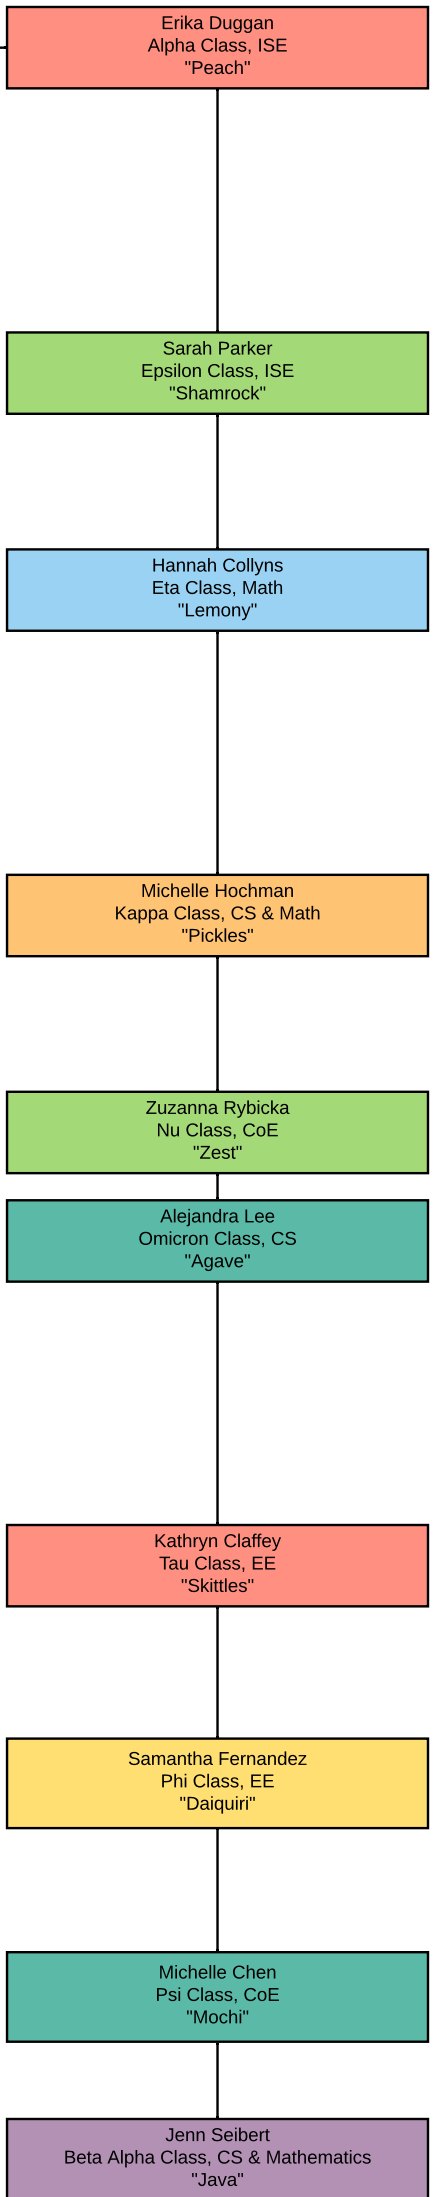 Erika Duggan
Alpha Class, ISE
"Peach"
Sarah Parker
Epsilon Class, ISE
"Shamrock"
Hannah Collyns
Eta Class, Math
"Lemony"
Michelle Hochman
Kappa Class, CS & Math
"Pickles"
Zuzanna Rybicka
Nu Class, CoE
"Zest"
Alejandra Lee
Omicron Class, CS
"Agave"
Kathryn Claffey
Tau Class, EE
"Skittles"
Samantha Fernandez
Phi Class, EE
"Daiquiri"
Michelle Chen
Psi Class, CoE
"Mochi"
Jenn Seibert
Beta Alpha Class, CS & Mathematics
"Java"